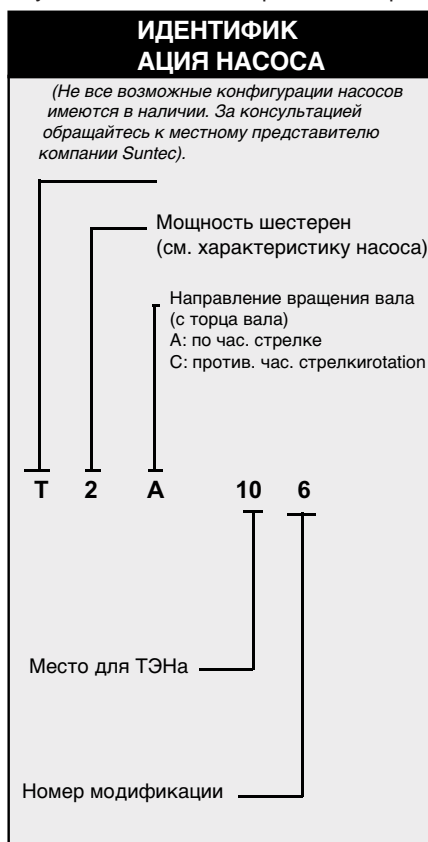 ИДЕНТИФИК
АЦИЯ НАСОСА
(Не все возможные конфигурации насосов
имеются в наличии. За консультацией
обращайтесь к местному представителю
компании Suntec).
Мощность шестерен
(см. характеристику насоса)
Направление вращения вала
(с торца вала)
А: по час. стрелке
С: против. час. стрелкиrotation
T 2 A 10 6
Место для ТЭНа
Номер модификации